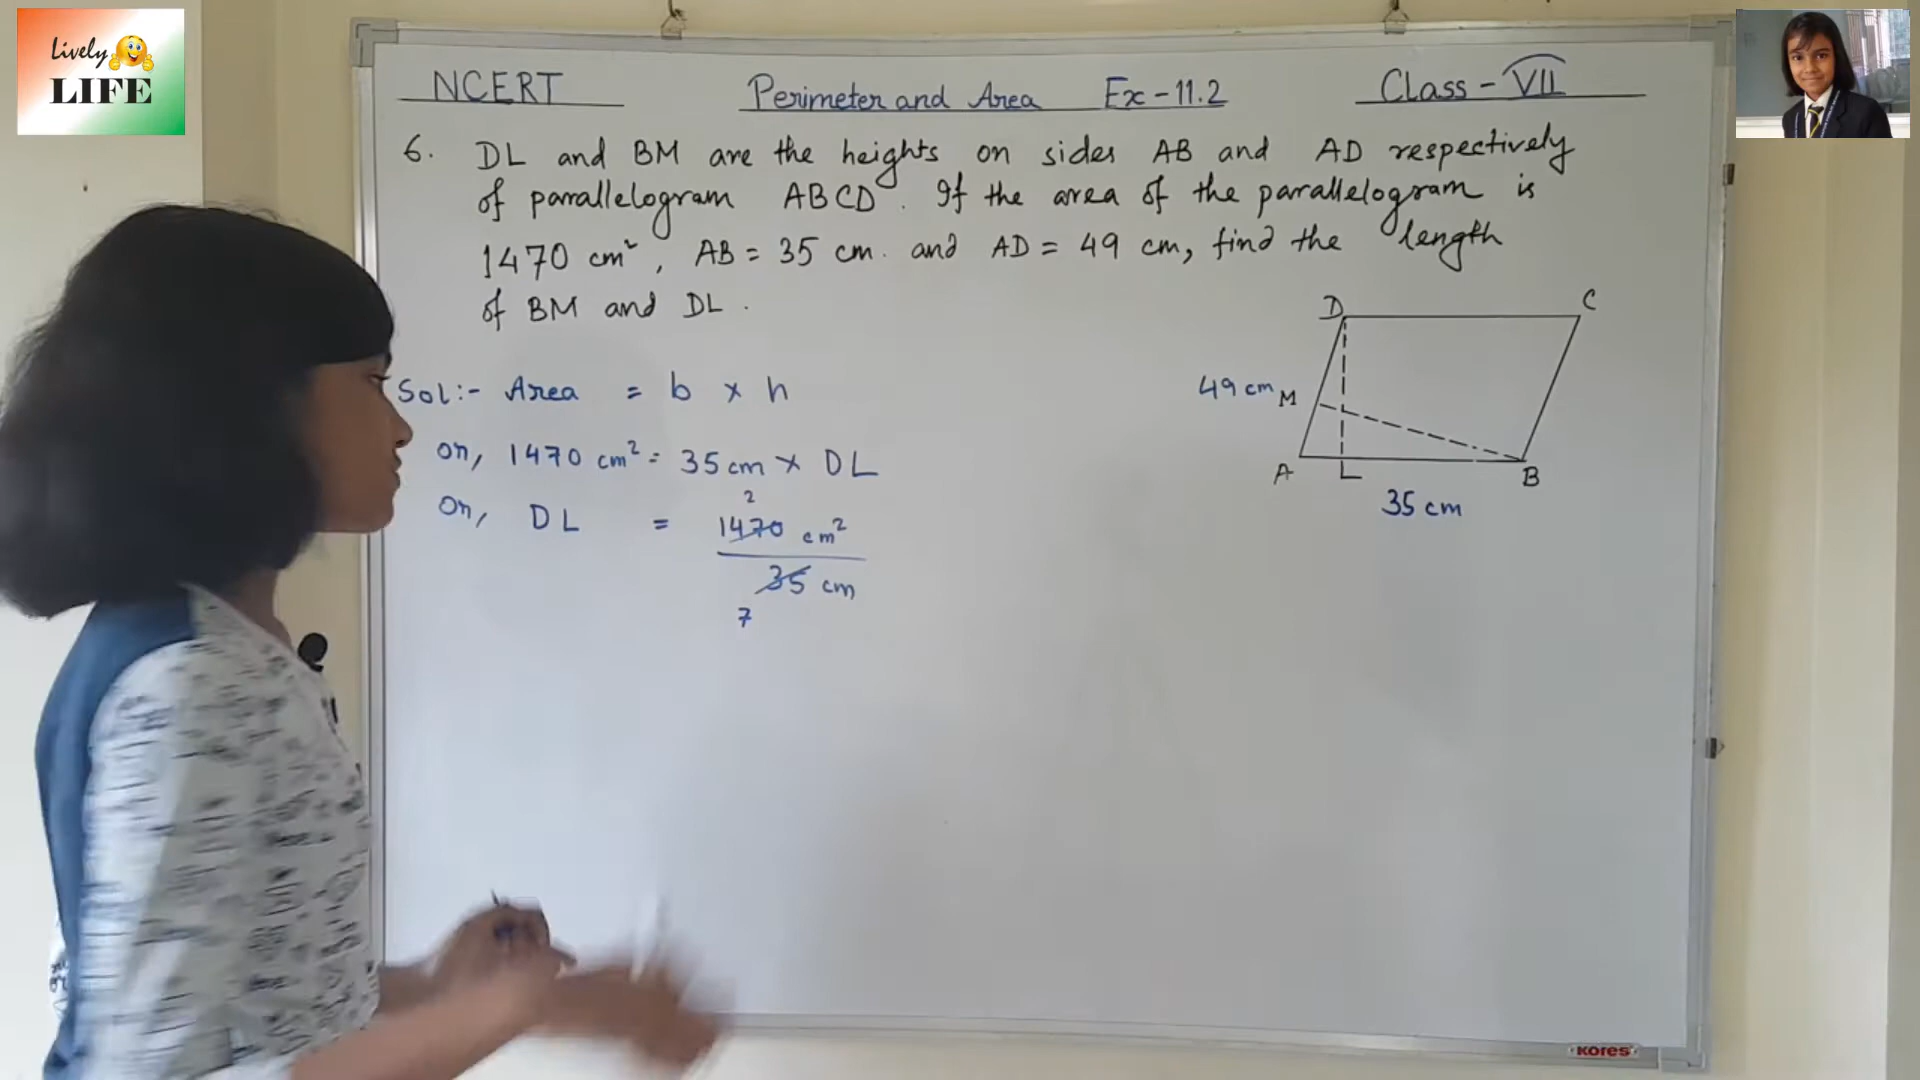 Lively
LIFE
NCERT Perimeter and Area Ex-11.2 Class - VII
6. DL and BM are the heights on sides AB and AD respectively
of parallelogram ABCD. If the area of the parallelogram is
1470 cm², AB = 35 cm. and AD = 49 cm, find the length
of BM and DL.
D C
49 cm M
A L B
35 cm
Sol:- Area = b × h
or, 1470 cm² = 35 cm × DL
2
or, DL = 1470 cm²
35 cm
7
KORES